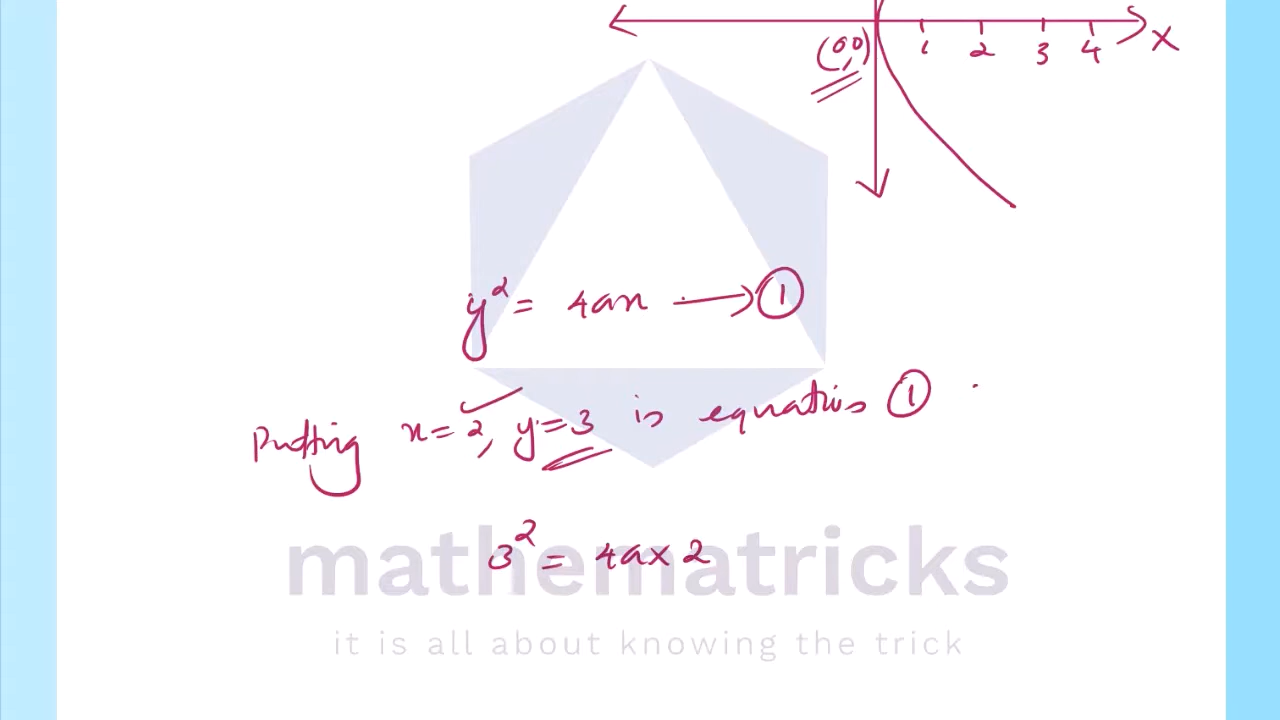 (0,0) 1 2 3 4 X
y² = 4ax → ①
Putting x=2, y=3 is equation ①
3² = 4a×2
mathematricks
it is all about knowing the trick